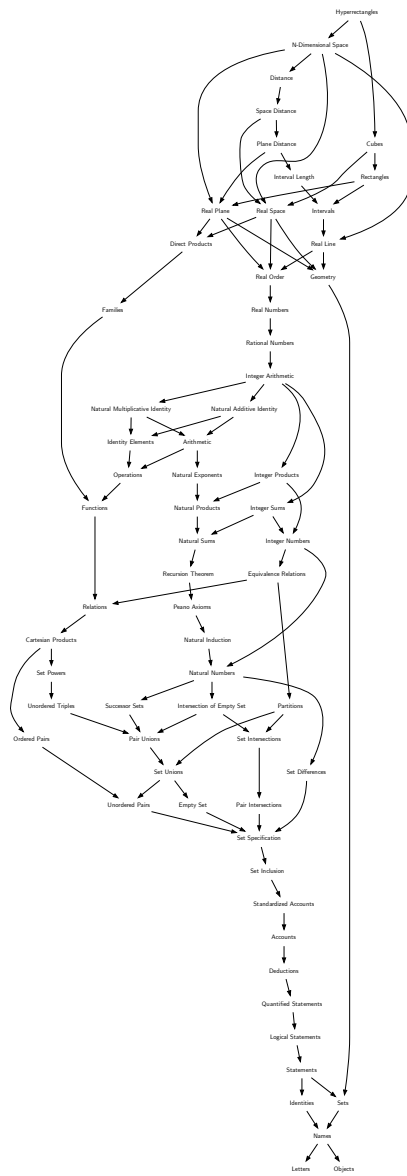 Hyperrectangles
N-Dimensional Space
Distance
Space Distance
Plane Distance
Cubes
Interval Length
Rectangles
Real Plane
Real Space
Intervals
Direct Products
Real Line
Real Order
Geometry
Families
Real Numbers
Rational Numbers
Integer Arithmetic
Natural Multiplicative Identity
Natural Additive Identity
Identity Elements
Arithmetic
Operations
Natural Exponents
Integer Products
Functions
Natural Products
Integer Sums
Natural Sums
Integer Numbers
Recursion Theorem
Equivalence Relations
Relations
Peano Axioms
Cartesian Products
Natural Induction
Set Powers
Natural Numbers
Unordered Triples
Successor Sets
Intersection of Empty Set
Partitions
Ordered Pairs
Pair Unions
Set Intersections
Set Unions
Set Differences
Unordered Pairs
Empty Set
Pair Intersections
Set Specification
Set Inclusion
Standardized Accounts
Accounts
Deductions
Quantified Statements
Logical Statements
Statements
Identities
Sets
Names
Letters
Objects